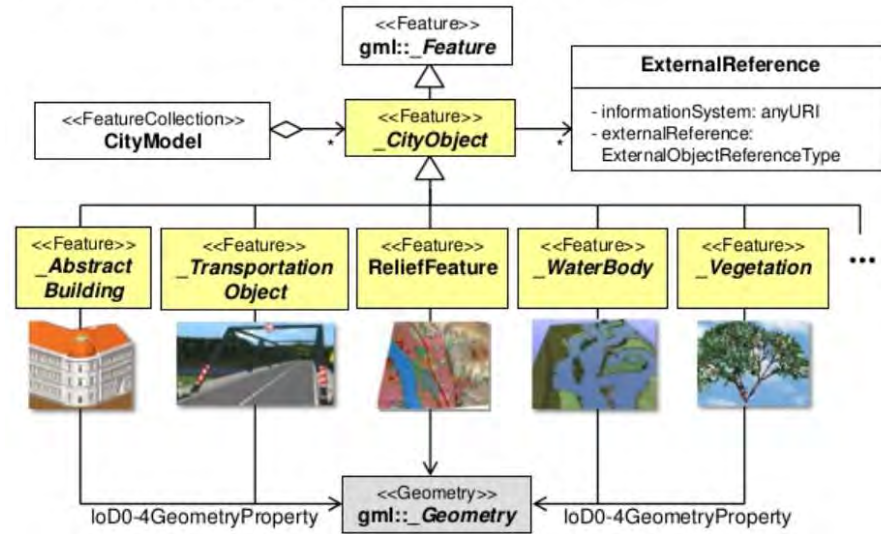 <<Feature>>
gml::_Feature
ExternalReference
- informationSystem: anyURI
- externalReference:
ExternalObjectReferenceType
<<FeatureCollection>>
CityModel
*
<<Feature>>
_CityObject
*
<<Feature>>
_Abstract
Building
<<Feature>>
_Transportation
Object
<<Feature>>
ReliefFeature
<<Feature>>
_WaterBody
<<Feature>>
_Vegetation
...
<<Geometry>>
gml::_Geometry
loD0-4GeometryProperty
loD0-4GeometryProperty